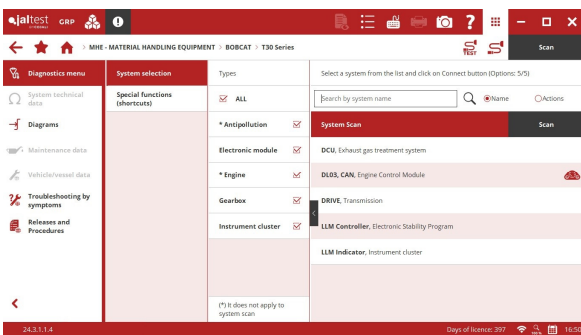 jaltest GRP
> MHE - MATERIAL HANDLING EQUIPMENT > BOBCAT > T30 Series
TEST
Scan
Diagnostics menu
System technical
data
Diagrams
Maintenance data
Vehicle/vessel data
Troubleshooting by
symptoms
Releases and
Procedures
System selection
Special functions
(shortcuts)
Types
ALL
* Antipollution
Electronic module
* Engine
Gearbox
Instrument cluster
(*) It does not apply to
system scan
Select a system from the list and click on Connect button (Options: 5/5)
Search by system name
Name
Actions
System Scan
Scan
DCU, Exhaust gas treatment system
DL03, CAN, Engine Control Module
DRIVE, Transmission
LLM Controller, Electronic Stability Program
LLM Indicator, Instrument cluster
24.3.1.1.4
Days of licence: 397
100 %
16:50